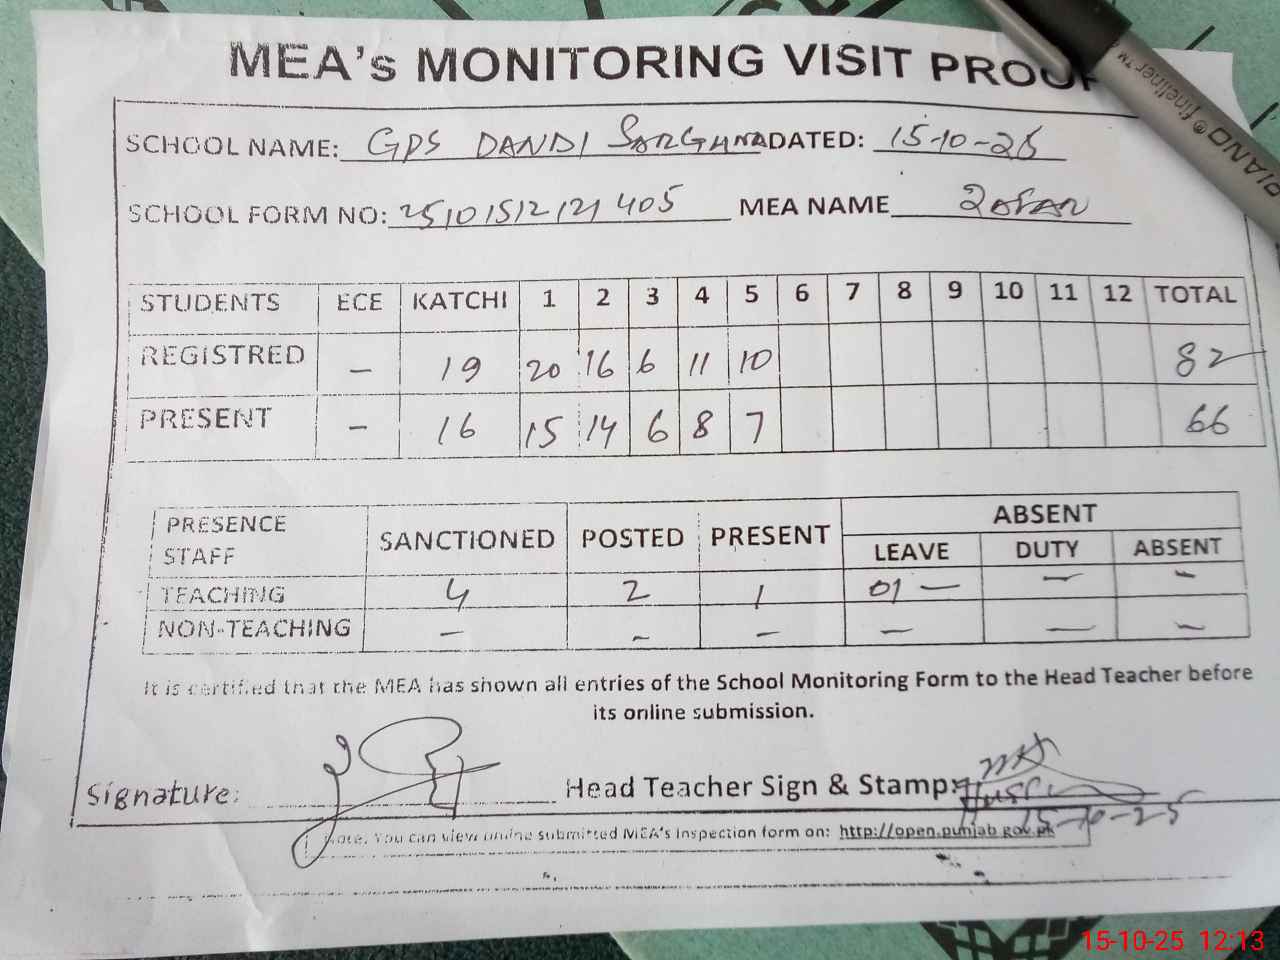 MEA's MONITORING VISIT PROOF
SCHOOL NAME: GPS DANDI SARGHNA DATED: 15-10-25
SCHOOL FORM NO: 25101512121405 MEA NAME
STUDENTS ECE KATCHI 1 2 3 4 5 6 7 8 9 10 11 12 TOTAL
REGISTRED – 19 20 16 6 11 10 82
PRESENT – 16 15 14 6 8 7 66
PRESENCE STAFF SANCTIONED POSTED PRESENT ABSENT
LEAVE DUTY ABSENT
TEACHING 4 2 1 01 – – –
NON-TEACHING – – – – – –
It is certified that the MEA has shown all entries of the School Monitoring Form to the Head Teacher before
its online submission.
Signature: Head Teacher Sign & Stamp:
15-10-25
Note. You can view online submitted MEA's inspection form on: http://open.punjab.gov.pk
PIANO® fineliner™
15-10-25 12:13